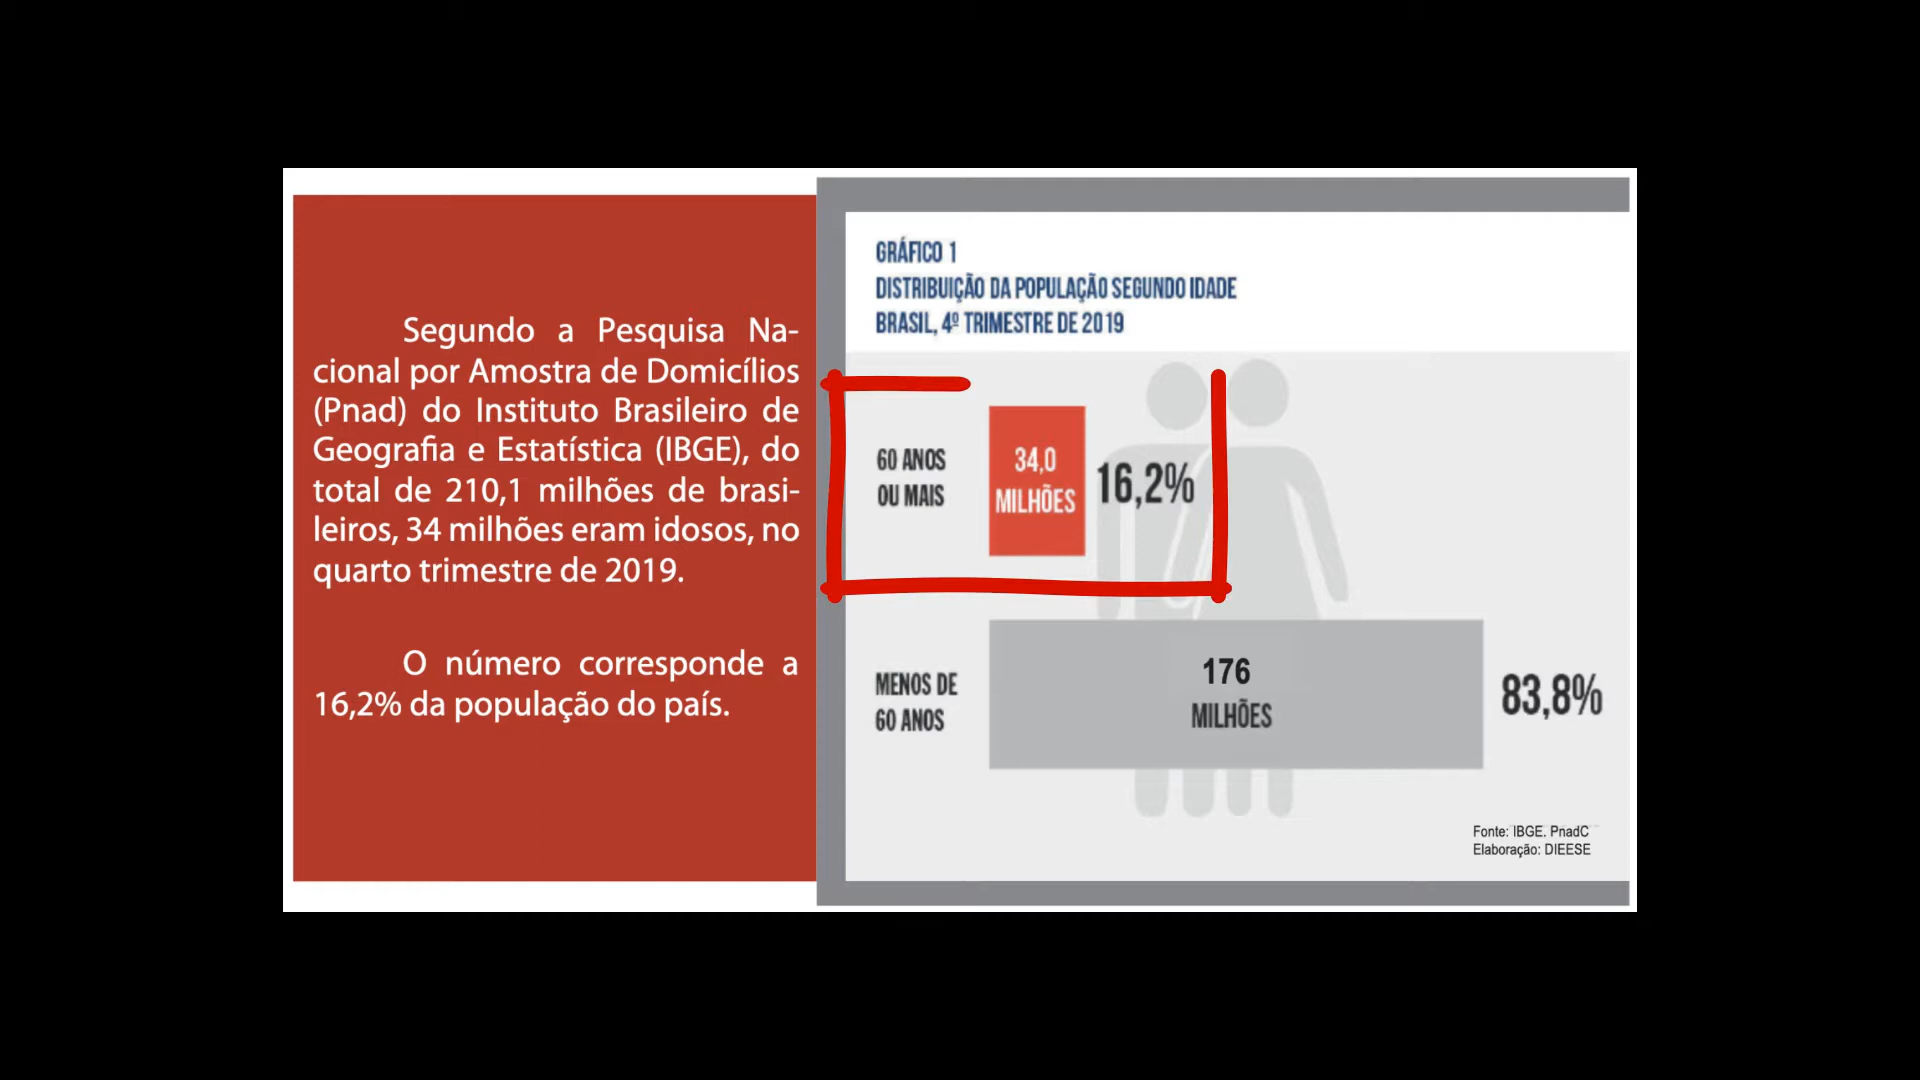 Segundo a Pesquisa Na-
cional por Amostra de Domicílios
(Pnad) do Instituto Brasileiro de
Geografia e Estatística (IBGE), do
total de 210,1 milhões de brasi-
leiros, 34 milhões eram idosos, no
quarto trimestre de 2019.
O número corresponde a
16,2% da população do país.
GRÁFICO 1
DISTRIBUIÇÃO DA POPULAÇÃO SEGUNDO IDADE
BRASIL, 4º TRIMESTRE DE 2019
60 ANOS
OU MAIS
34,0
MILHÕES
16,2%
MENOS DE
60 ANOS
176
MILHÕES
83,8%
Fonte: IBGE. PnadC
Elaboração: DIEESE